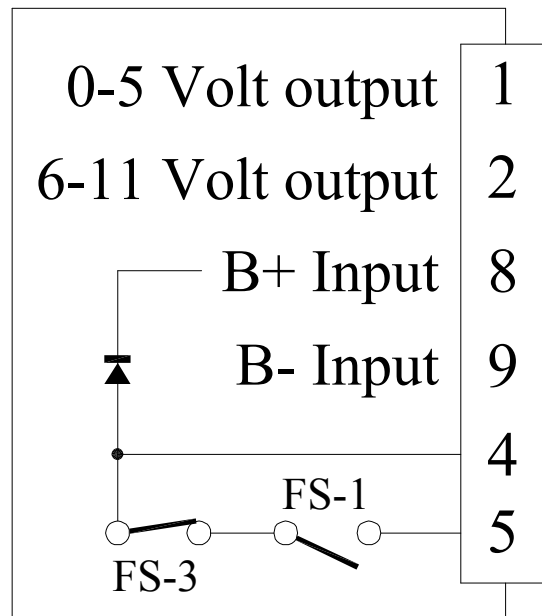 0-5 Volt output 1
6-11 Volt output 2
B+ Input 8
B- Input 9
4
FS-1
5
FS-3